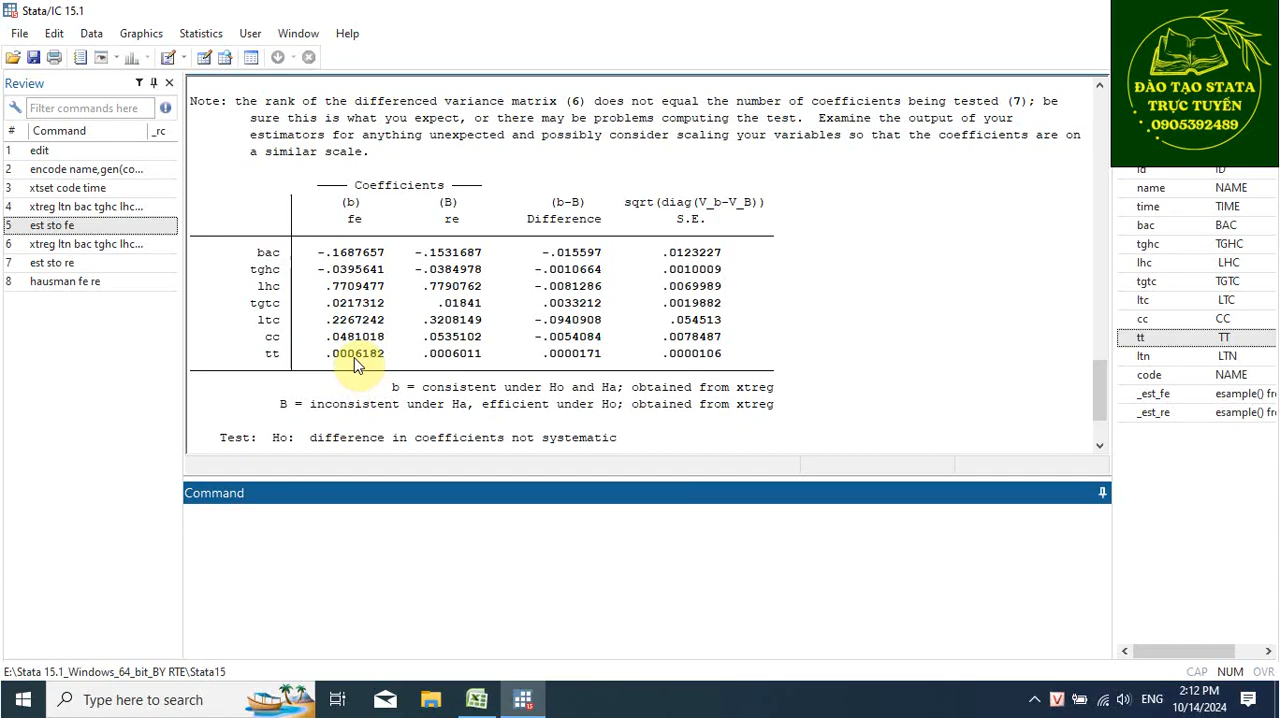 Stata/IC 15.1
File Edit Data Graphics Statistics User Window Help
ĐÀO TẠO STATA
TRỰC TUYẾN
0905392489
Review
Filter commands here
# Command _rc
1 edit
2 encode name,gen(co...
3 xtset code time
4 xtreg ltn bac tghc lhc...
5 est sto fe
6 xtreg ltn bac tghc lhc...
7 est sto re
8 hausman fe re
Note: the rank of the differenced variance matrix (6) does not equal the number of coefficients being tested (7); be
sure this is what you expect, or there may be problems computing the test. Examine the output of your
estimators for anything unexpected and possibly consider scaling your variables so that the coefficients are on
a similar scale.
Coefficients
(b) (B) (b-B) sqrt(diag(V_b-V_B))
fe re Difference S.E.
bac -.1687657 -.1531687 -.015597 .0123227
tghc -.0395641 -.0384978 -.0010664 .0010009
lhc .7709477 .7790762 -.0081286 .0069989
tgtc .0217312 .01841 .0033212 .0019882
ltc .2267242 .3208149 -.0940908 .054513
cc .0481018 .0535102 -.0054084 .0078487
tt .0006182 .0006011 .0000171 .0000106
b = consistent under Ho and Ha; obtained from xtreg
B = inconsistent under Ha, efficient under Ho; obtained from xtreg
Test: Ho: difference in coefficients not systematic
Command
name NAME
time TIME
bac BAC
tghc TGHC
lhc LHC
tgtc TGTC
ltc LTC
cc CC
tt TT
ltn LTN
code NAME
_est_fe esample() fro
_est_re esample() fro
E:\Stata 15.1_Windows_64_bit_BY RTE\Stata15
CAP NUM OVR
Type here to search
ENG
2:12 PM
10/14/2024